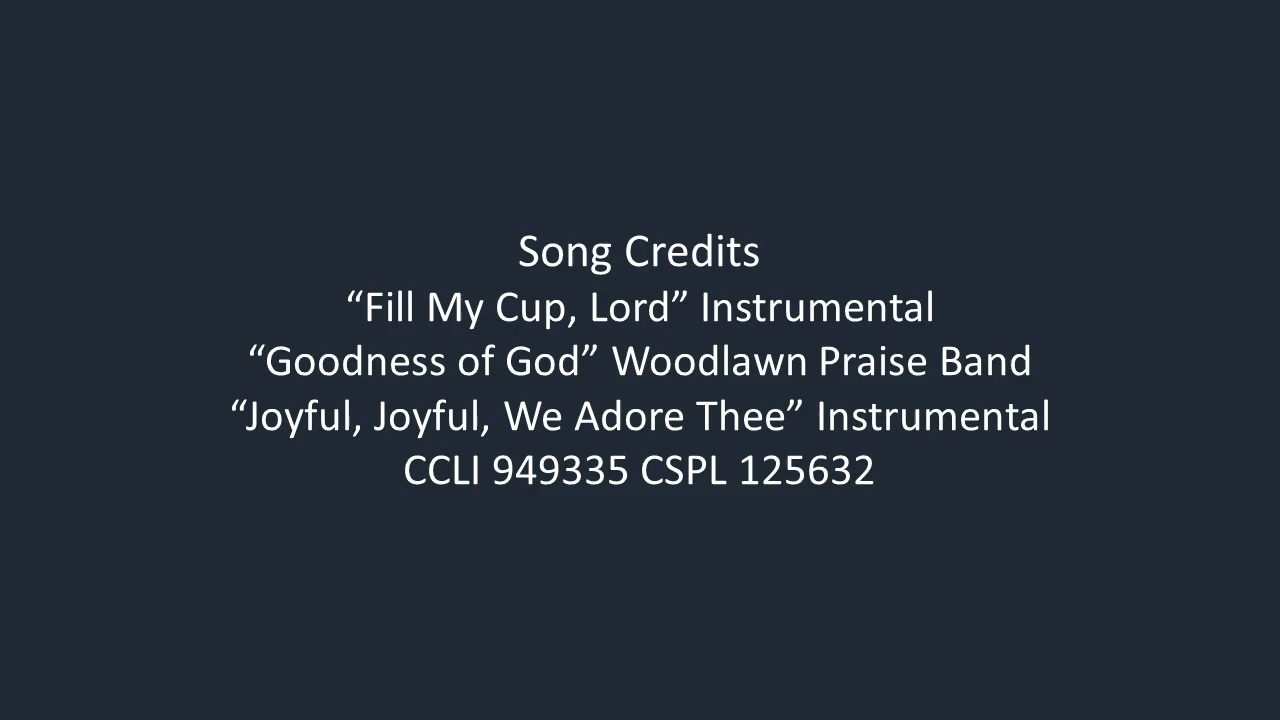 Song Credits
“Fill My Cup, Lord” Instrumental
“Goodness of God” Woodlawn Praise Band
“Joyful, Joyful, We Adore Thee” Instrumental
CCLI 949335 CSPL 125632